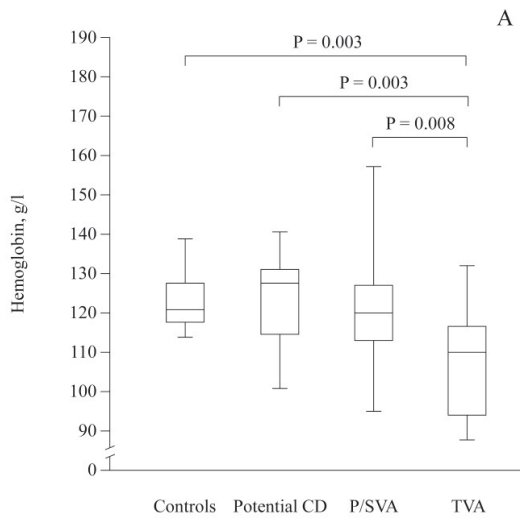 A
190
P = 0.003
180
P = 0.003
170
P = 0.008
160
150
140
130
120
110
100
90
0
Hemoglobin, g/l
Controls Potential CD P/SVA TVA